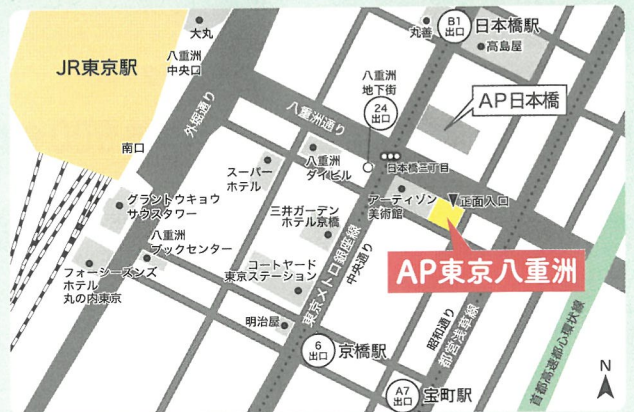 大丸
八重洲
中央口
JR東京駅
外堀通り
南口
丸善
B1
出口
日本橋駅
高島屋
八重洲
地下街
24
出口
AP日本橋
八重洲通り
スーパー
ホテル
八重洲
ダイビル
日本橋三丁目
アーティゾン
美術館
正面入口
グラントウキョウ
サウスタワー
三井ガーデン
ホテル京橋
八重洲
ブックセンター
コートヤード
東京ステーション
東京メトロ銀座線
中央通り
AP東京八重洲
フォーシーズンズ
ホテル
丸の内東京
明治屋
6
出口
京橋駅
昭和通り
都営浅草線
首都高速都心環状線
A7
出口
宝町駅
N